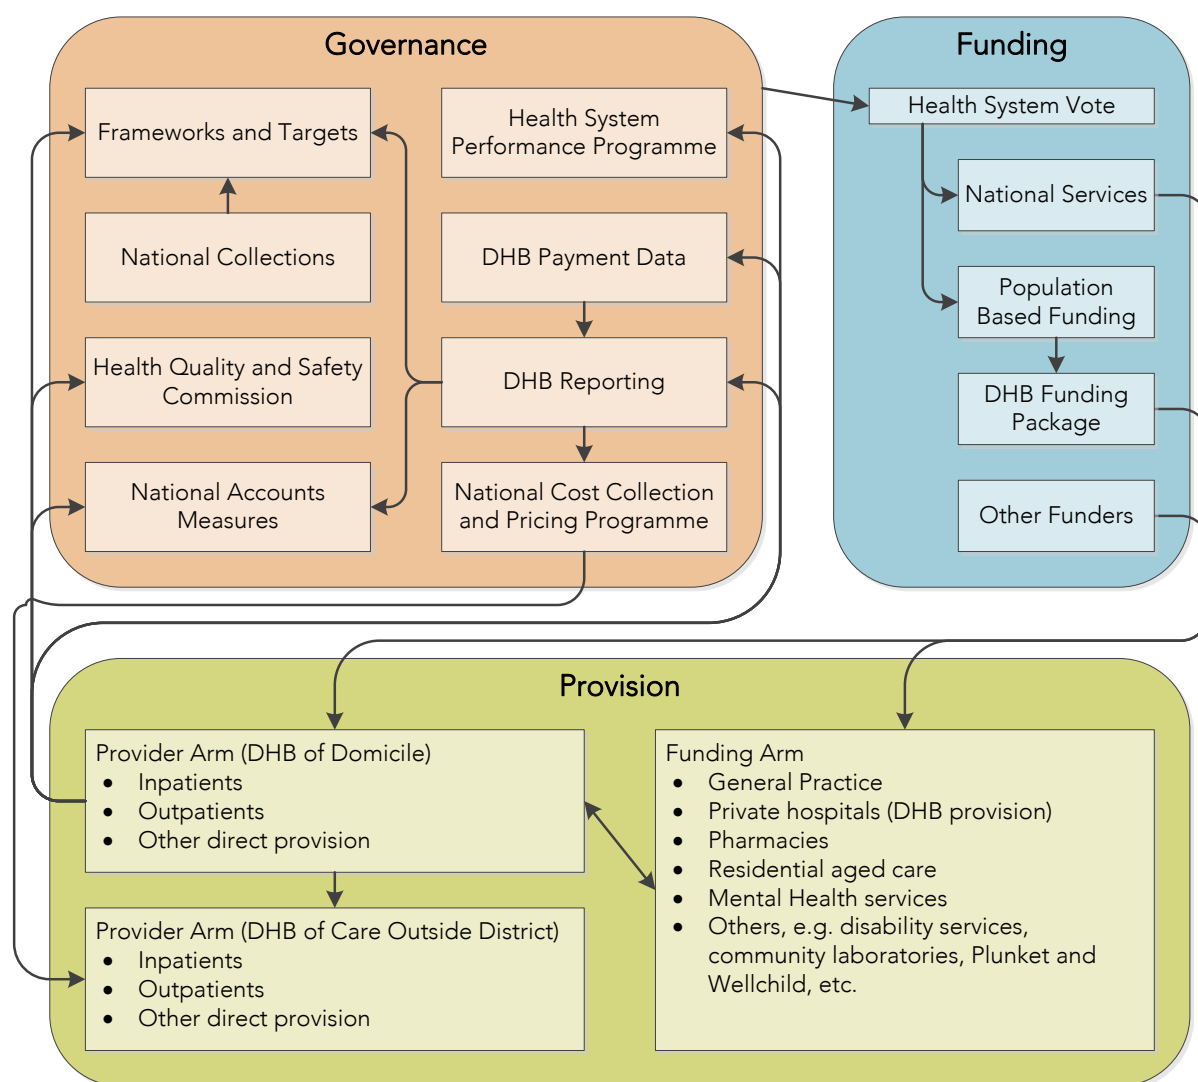 Governance
Frameworks and Targets
Health System
Performance Programme
National Collections
DHB Payment Data
Health Quality and Safety
Commission
DHB Reporting
National Accounts
Measures
National Cost Collection
and Pricing Programme
Funding
Health System Vote
National Services
Population
Based Funding
DHB Funding
Package
Other Funders
Provision
Provider Arm (DHB of Domicile)
• Inpatients
• Outpatients
• Other direct provision
Provider Arm (DHB of Care Outside District)
• Inpatients
• Outpatients
• Other direct provision
Funding Arm
• General Practice
• Private hospitals (DHB provision)
• Pharmacies
• Residential aged care
• Mental Health services
• Others, e.g. disability services,
community laboratories, Plunket and
Wellchild, etc.